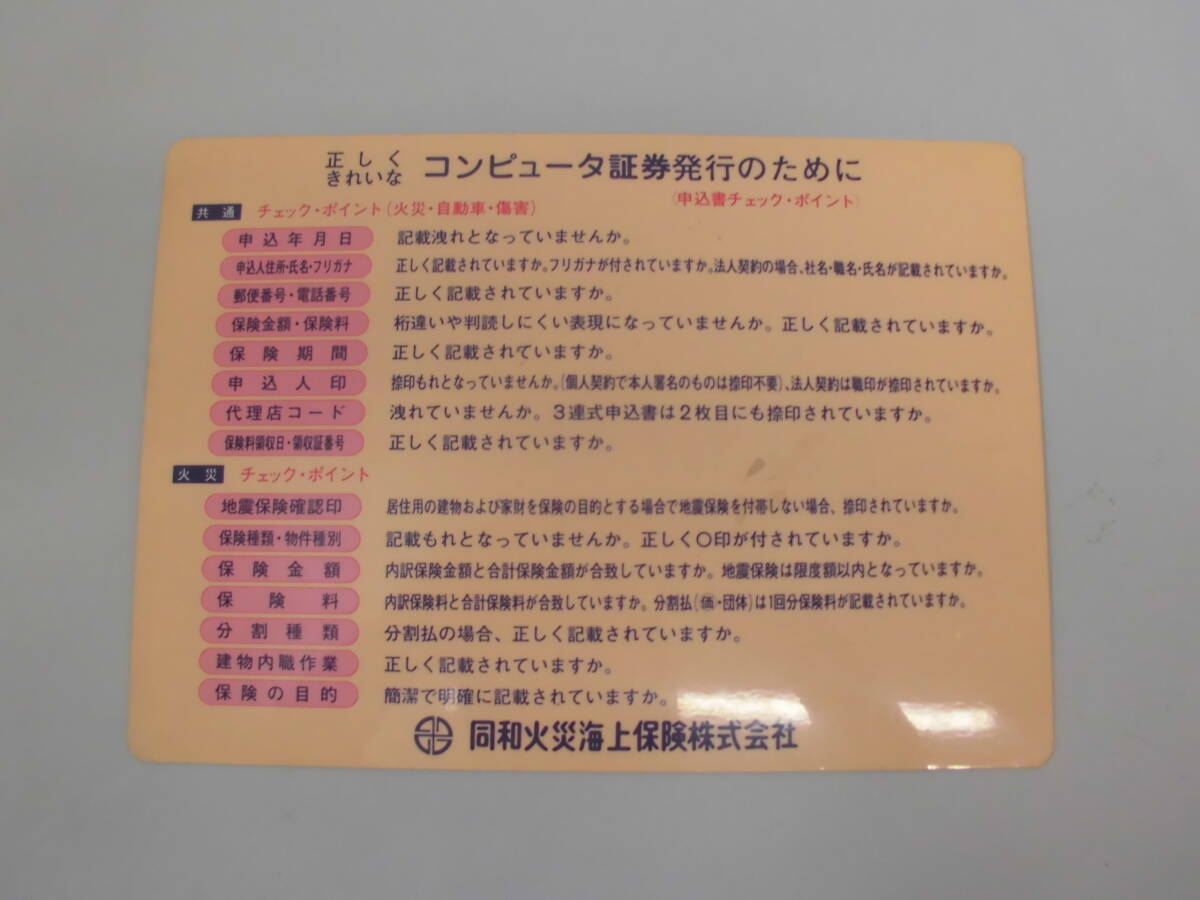 正しく
きれいな コンピュータ証券発行のために
(申込書チェック・ポイント)
共通 チェック・ポイント(火災・自動車・傷害)
申込年月日 記載洩れとなっていませんか。
申込人住所・氏名・フリガナ 正しく記載されていますか。フリガナが付されていますか。法人契約の場合、社名・職名・氏名が記載されていますか。
郵便番号・電話番号 正しく記載されていますか。
保険金額・保険料 桁違いや判読しにくい表現になっていませんか。正しく記載されていますか。
保険期間 正しく記載されていますか。
申込人印 捺印もれとなっていませんか。(個人契約で本人署名のものは捺印不要)、法人契約は職印が捺印されていますか。
代理店コード 洩れていませんか。3連式申込書は2枚目にも捺印されていますか。
保険料領収日・領収証番号 正しく記載されていますか。
火災 チェック・ポイント
地震保険確認印 居住用の建物および家財を保険の目的とする場合で地震保険を付帯しない場合、捺印されていますか。
保険種類・物件種別 記載もれとなっていませんか。正しく〇印が付されていますか。
保険金額 内訳保険金額と合計保険金額が合致していますか。地震保険は限度額以内となっていますか。
保険料 内訳保険料と合計保険料が合致していますか。分割払(価・団体)は1回分保険料が記載されていますか。
分割種類 分割払の場合、正しく記載されていますか。
建物内職作業 正しく記載されていますか。
保険の目的 簡潔で明確に記載されていますか。
同和火災海上保険株式会社